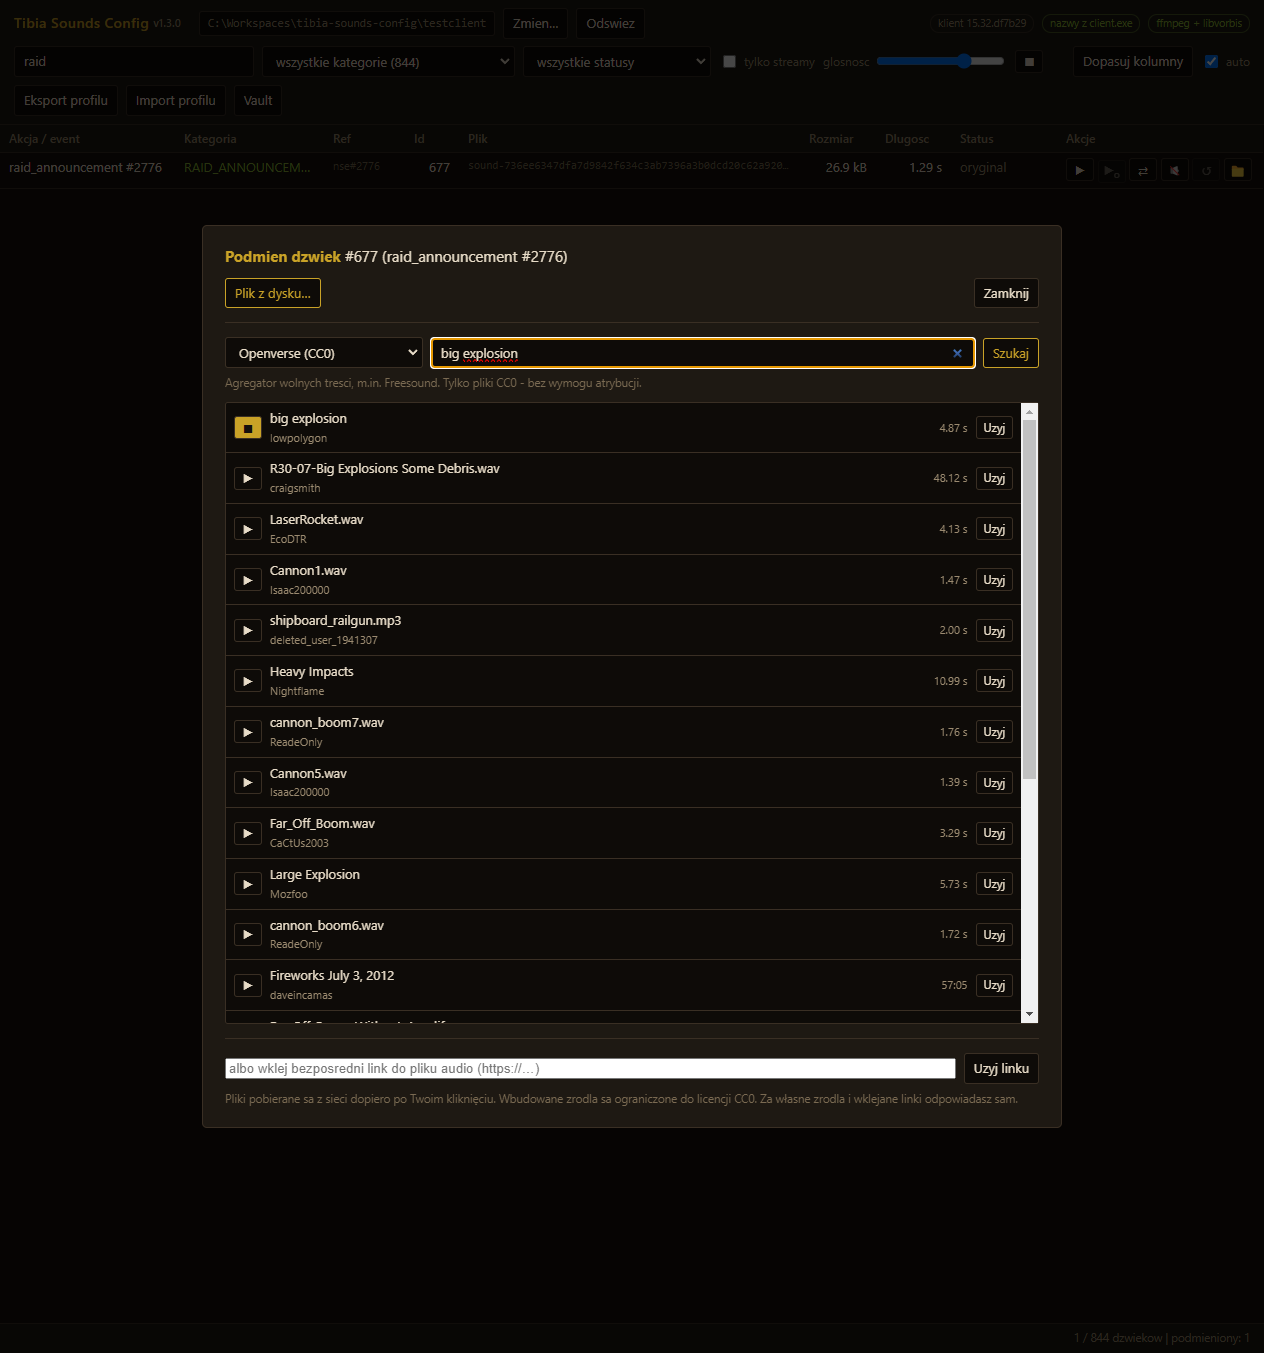 Tibia Sounds Config v1.3.0 C:\Workspaces\tibia-sounds-config\testclient Zmien... Odswiez klient 15.32.df7b29 nazwy z client.exe ffmpeg + libvorbis
raid wszystkie kategorie (844) wszystkie statusy tylko streamy glosnosc Dopasuj kolumny auto
Eksport profilu Import profilu Vault
Akcja / event Kategoria Ref Id Plik Rozmiar Dlugosc Status Akcje
raid_announcement #2776 RAID_ANNOUNCEM... nse#2776 677 26.9 kB 1.29 s oryginal
Podmien dzwiek #677 (raid_announcement #2776)
Plik z dysku... Zamknij
Openverse (CC0) big explosion Szukaj
Agregator wolnych tresci, m.in. Freesound. Tylko pliki CC0 - bez wymogu atrybucji.
big explosion
lowpolygon
4.87 s Uzyj
R30-07-Big Explosions Some Debris.wav
craigsmith
48.12 s Uzyj
LaserRocket.wav
EcoDTR
4.13 s Uzyj
Cannon1.wav
Isaac200000
1.47 s Uzyj
shipboard_railgun.mp3
deleted_user_1941307
2.00 s Uzyj
Heavy Impacts
Nightflame
10.99 s Uzyj
cannon_boom7.wav
ReadeOnly
1.76 s Uzyj
Cannon5.wav
Isaac200000
1.39 s Uzyj
Far_Off_Boom.wav
CaCtUs2003
3.29 s Uzyj
Large Explosion
Mozfoo
5.73 s Uzyj
cannon_boom6.wav
ReadeOnly
1.72 s Uzyj
Fireworks July 3, 2012
daveincamas
57:05 Uzyj
albo wklej bezposredni link do pliku audio (https://...) Uzyj linku
Pliki pobierane sa z sieci dopiero po Twoim kliknięciu. Wbudowane zrodla sa ograniczone do licencji CC0. Za własne zrodla i wklejane linki odpowiadasz sam.
1 / 844 dzwiekow | podmieniony: 1